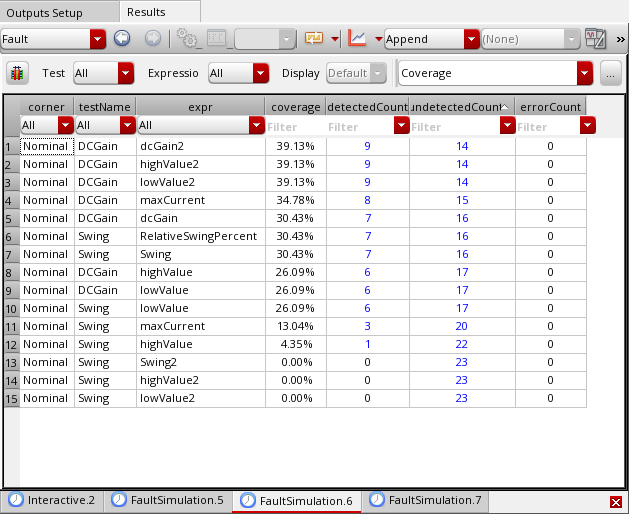 Outputs Setup Results
Fault Append (None) »
Test All Expressio All Display Default Coverage ...
corner testName expr coverage detectedCount undetectedCount errorCount
All All All Filter Filter Filter Filter
1 Nominal DCGain dcGain2 39.13% 9 14 0
2 Nominal DCGain highValue2 39.13% 9 14 0
3 Nominal DCGain lowValue2 39.13% 9 14 0
4 Nominal DCGain maxCurrent 34.78% 8 15 0
5 Nominal DCGain dcGain 30.43% 7 16 0
6 Nominal Swing RelativeSwingPercent 30.43% 7 16 0
7 Nominal Swing Swing 30.43% 7 16 0
8 Nominal DCGain highValue 26.09% 6 17 0
9 Nominal DCGain lowValue 26.09% 6 17 0
10 Nominal Swing lowValue 26.09% 6 17 0
11 Nominal Swing maxCurrent 13.04% 3 20 0
12 Nominal Swing highValue 4.35% 1 22 0
13 Nominal Swing Swing2 0.00% 0 23 0
14 Nominal Swing highValue2 0.00% 0 23 0
15 Nominal Swing lowValue2 0.00% 0 23 0
Interactive.2 FaultSimulation.5 FaultSimulation.6 FaultSimulation.7